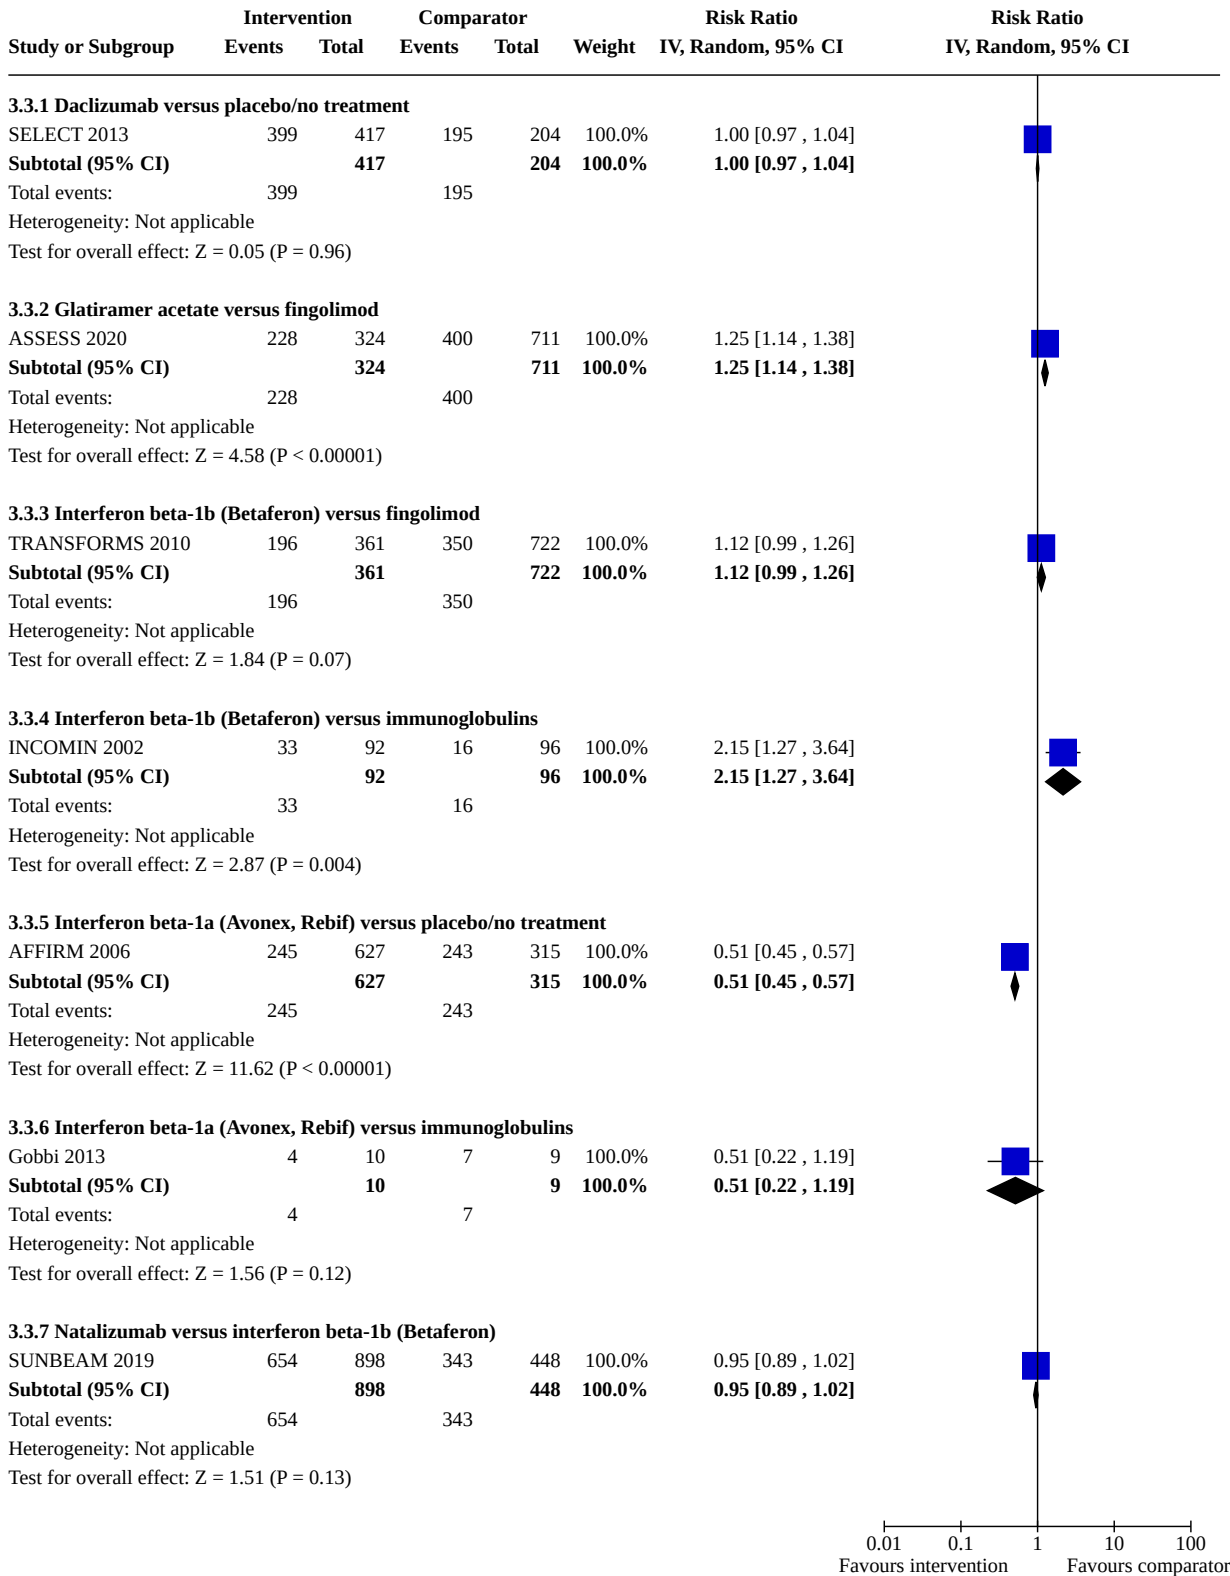 Intervention Comparator Risk Ratio Risk Ratio
Study or Subgroup Events Total Events Total Weight IV, Random, 95% CI IV, Random, 95% CI
3.3.1 Daclizumab versus placebo/no treatment
SELECT 2013 399 417 195 204 100.0% 1.00 [0.97 , 1.04]
Subtotal (95% CI) 417 204 100.0% 1.00 [0.97 , 1.04]
Total events: 399 195
Heterogeneity: Not applicable
Test for overall effect: Z = 0.05 (P = 0.96)
3.3.2 Glatiramer acetate versus fingolimod
ASSESS 2020 228 324 400 711 100.0% 1.25 [1.14 , 1.38]
Subtotal (95% CI) 324 711 100.0% 1.25 [1.14 , 1.38]
Total events: 228 400
Heterogeneity: Not applicable
Test for overall effect: Z = 4.58 (P < 0.00001)
3.3.3 Interferon beta-1b (Betaferon) versus fingolimod
TRANSFORMS 2010 196 361 350 722 100.0% 1.12 [0.99 , 1.26]
Subtotal (95% CI) 361 722 100.0% 1.12 [0.99 , 1.26]
Total events: 196 350
Heterogeneity: Not applicable
Test for overall effect: Z = 1.84 (P = 0.07)
3.3.4 Interferon beta-1b (Betaferon) versus immunoglobulins
INCOMIN 2002 33 92 16 96 100.0% 2.15 [1.27 , 3.64]
Subtotal (95% CI) 92 96 100.0% 2.15 [1.27 , 3.64]
Total events: 33 16
Heterogeneity: Not applicable
Test for overall effect: Z = 2.87 (P = 0.004)
3.3.5 Interferon beta-1a (Avonex, Rebif) versus placebo/no treatment
AFFIRM 2006 245 627 243 315 100.0% 0.51 [0.45 , 0.57]
Subtotal (95% CI) 627 315 100.0% 0.51 [0.45 , 0.57]
Total events: 245 243
Heterogeneity: Not applicable
Test for overall effect: Z = 11.62 (P < 0.00001)
3.3.6 Interferon beta-1a (Avonex, Rebif) versus immunoglobulins
Gobbi 2013 4 10 7 9 100.0% 0.51 [0.22 , 1.19]
Subtotal (95% CI) 10 9 100.0% 0.51 [0.22 , 1.19]
Total events: 4 7
Heterogeneity: Not applicable
Test for overall effect: Z = 1.56 (P = 0.12)
3.3.7 Natalizumab versus interferon beta-1b (Betaferon)
SUNBEAM 2019 654 898 343 448 100.0% 0.95 [0.89 , 1.02]
Subtotal (95% CI) 898 448 100.0% 0.95 [0.89 , 1.02]
Total events: 654 343
Heterogeneity: Not applicable
Test for overall effect: Z = 1.51 (P = 0.13)
0.01 0.1 1 10 100
Favours intervention Favours comparator